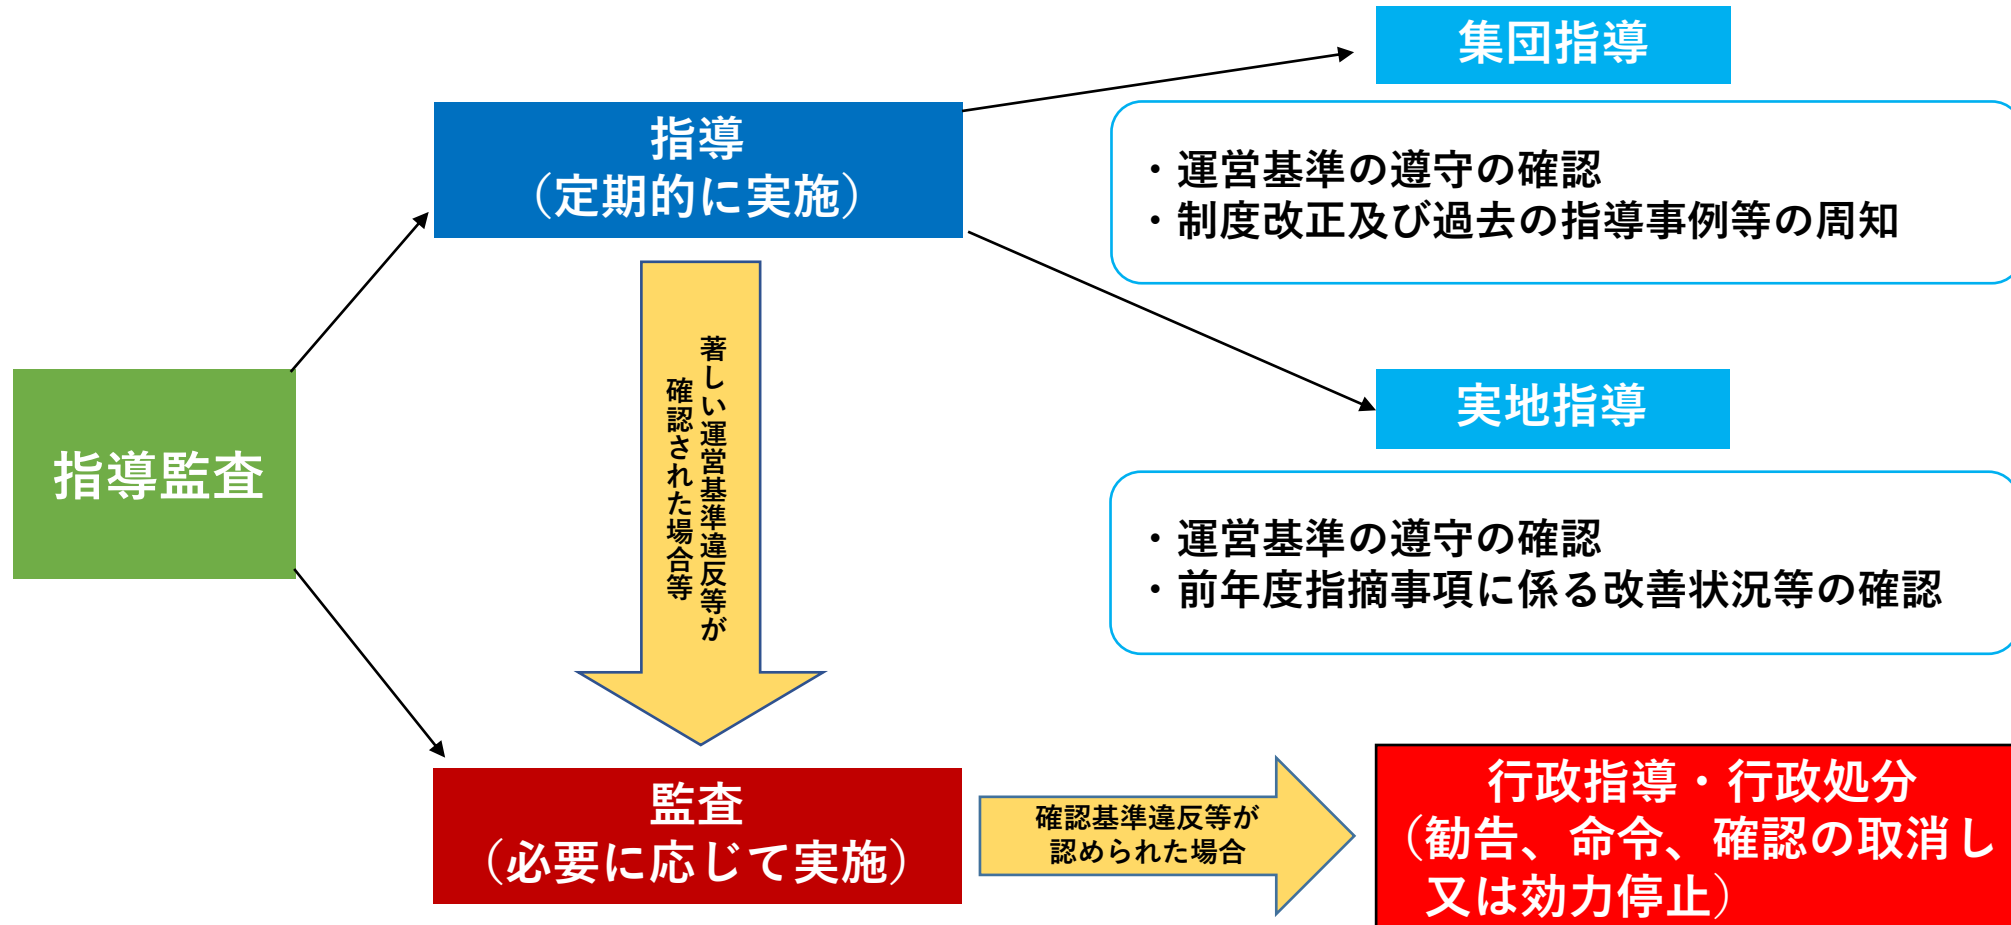 集団指導
指導
（定期的に実施）
・運営基準の遵守の確認
・制度改正及び過去の指導事例等の周知
著しい運営基準違反等が
確認された場合等
指導監査
実地指導
・運営基準の遵守の確認
・前年度指摘事項に係る改善状況等の確認
監査
（必要に応じて実施）
確認基準違反等が
認められた場合
行政指導・行政処分
（勧告、命令、確認の取消し
又は効力停止）